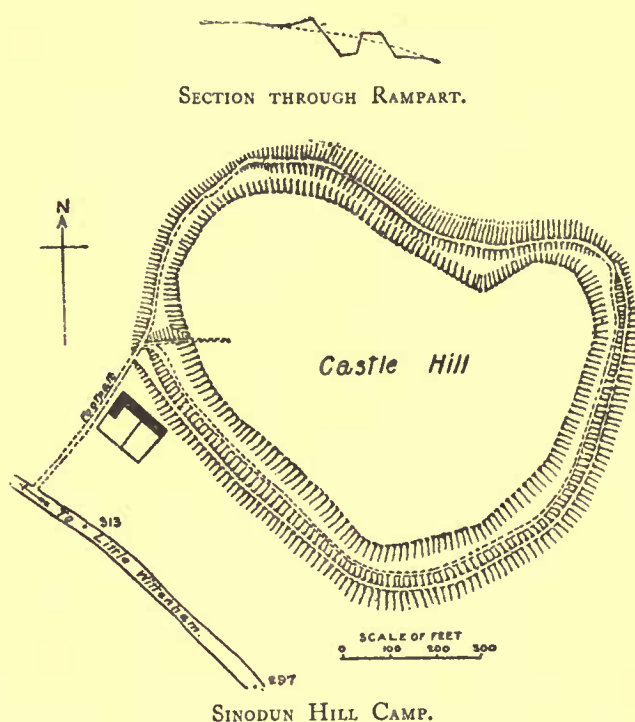 SECTION THROUGH RAMPART.
N
Castle Hill
Footpath
313
To Little Wittenham.
297
SCALE OF FEET
0 100 200 300
SINODUN HILL CAMP.